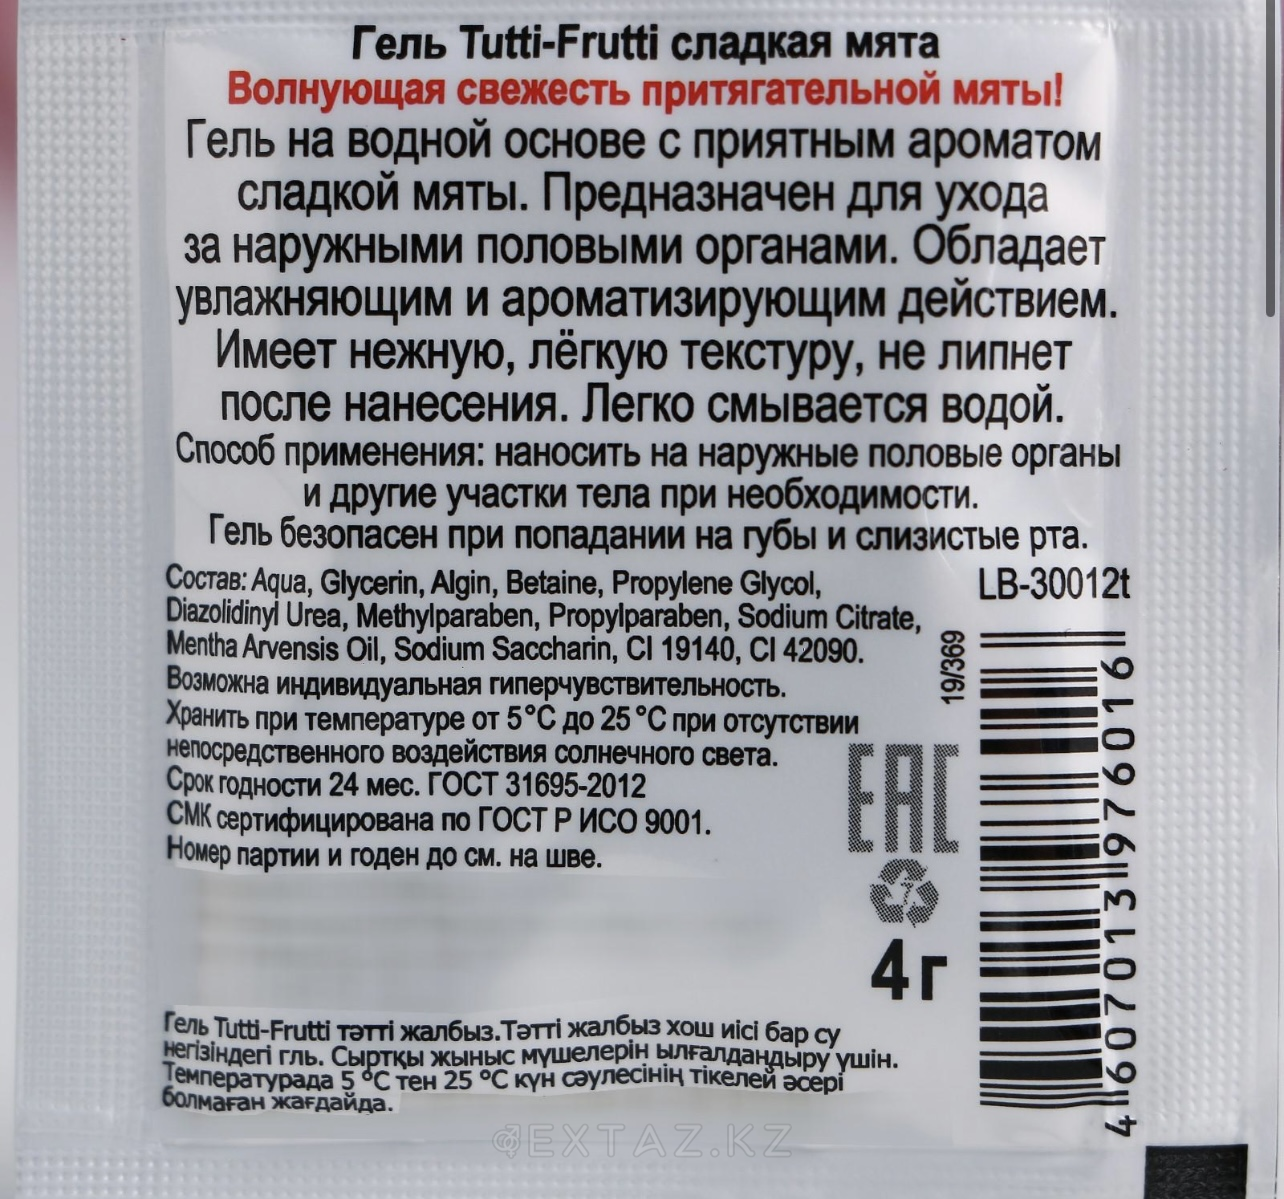 Гель Tutti-Frutti сладкая мята
Волнующая свежесть притягательной мяты!
Гель на водной основе с приятным ароматом
сладкой мяты. Предназначен для ухода
за наружными половыми органами. Обладает
увлажняющим и ароматизирующим действием.
Имеет нежную, лёгкую текстуру, не липнет
после нанесения. Легко смывается водой.
Способ применения: наносить на наружные половые органы
и другие участки тела при необходимости.
Гель безопасен при попадании на губы и слизистые рта.
Состав: Aqua, Glycerin, Algin, Betaine, Propylene Glycol,
Diazolidinyl Urea, Methylparaben, Propylparaben, Sodium Citrate,
Mentha Arvensis Oil, Sodium Saccharin, CI 19140, CI 42090.
Возможна индивидуальная гиперчувствительность.
Хранить при температуре от 5°C до 25°C при отсутствии
непосредственного воздействия солнечного света.
Срок годности 24 мес. ГОСТ 31695-2012
СМК сертифицирована по ГОСТ Р ИСО 9001.
Номер партии и годен до см. на шве.
LB-30012t
19/369
4607013976016
EAC
7
4 г
Гель Tutti-Frutti тәтті жалбыз.Тәтті жалбыз хош иісі бар су
негізіндегі гль. Сыртқы жыныс мүшелерін ылғалдандыру үшін.
Температурада 5 °C тен 25 °C күн сәулесінің тікелей әсері
болмаған жағдайда.
EXTAZ.KZ